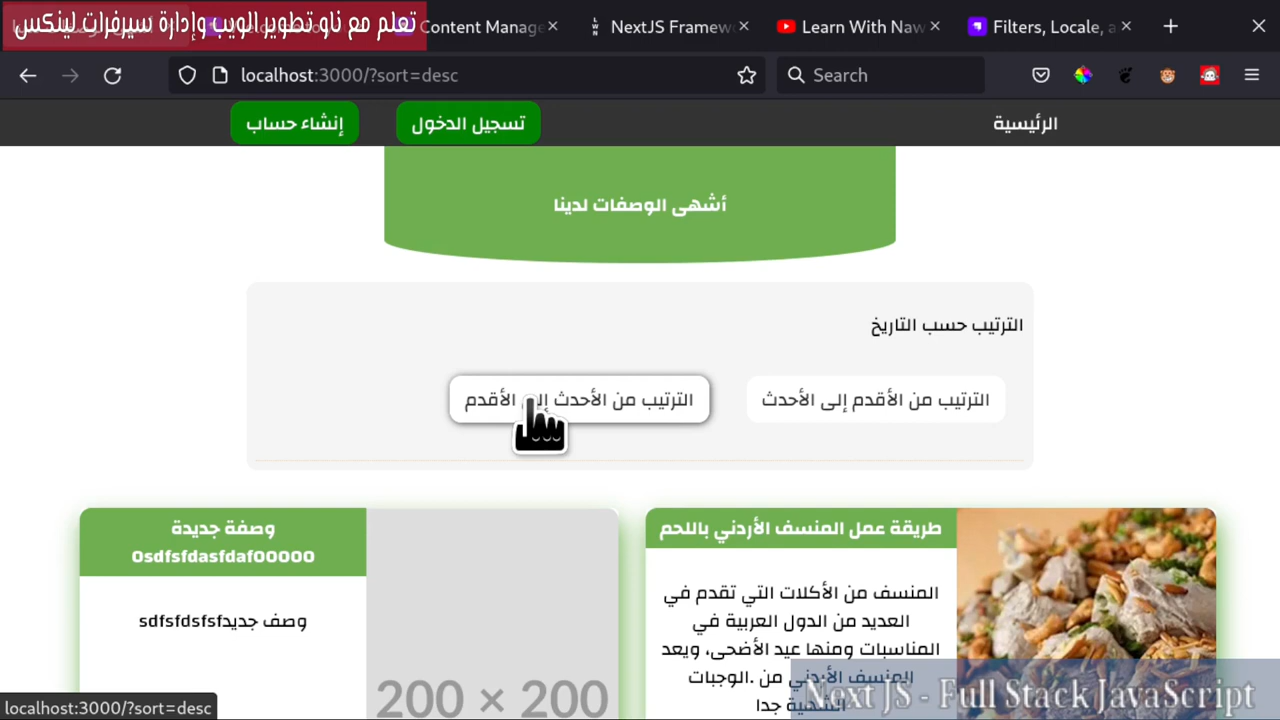 تعلم مع ناو تطوير الويب وإدارة سيرفرات لينكس
Content Manage
NextJS Framew
Learn With Naw
Filters, Locale, a
localhost:3000/?sort=desc
Search
الرئيسية
تسجيل الدخول
إنشاء حساب
أشهى الوصفات لدينا
الترتيب حسب التاريخ
الترتيب من الأقدم إلى الأحدث
الترتيب من الأحدث إلى الأقدم
طريقة عمل المنسف الأردني باللحم
المنسف من الأكلات التي تقدم في
العديد من الدول العربية في
المناسبات ومنها عيد الأضحى، ويعد
المنسف الأردني من .الوجبات
الشهية جدا
وصفة جديدة
0sdfsfdasfdaf00000
وصف جديدsdfsfdsfsf
200 × 200
localhost:3000/?sort=desc
Next JS - Full Stack JavaScript